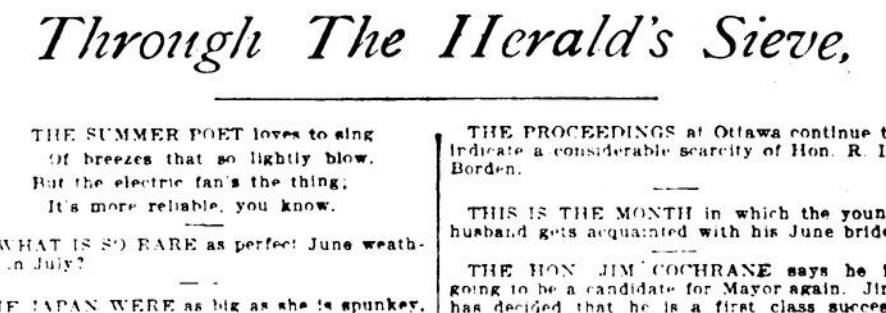 Through The Herald's Sieve,
THE SUMMER POET loves to sing
Of breezes that so lightly blow.
But the electric fan's the thing;
It's more reliable, you know.
WHAT IS SO RARE as perfect June weath-
in July?
IF JAPAN WERE as big as she is spunkey,
THE PROCEEDINGS at Ottawa continue t
indicate a considerable scarcity of Hon. R. L
Borden.
THIS IS THE MONTH in which the youn
husband gets acquainted with his June bride
THE HON JIM COCHRANE says he i
going to be a candidate for Mayor again. Jim
has decided that he is a first class succes